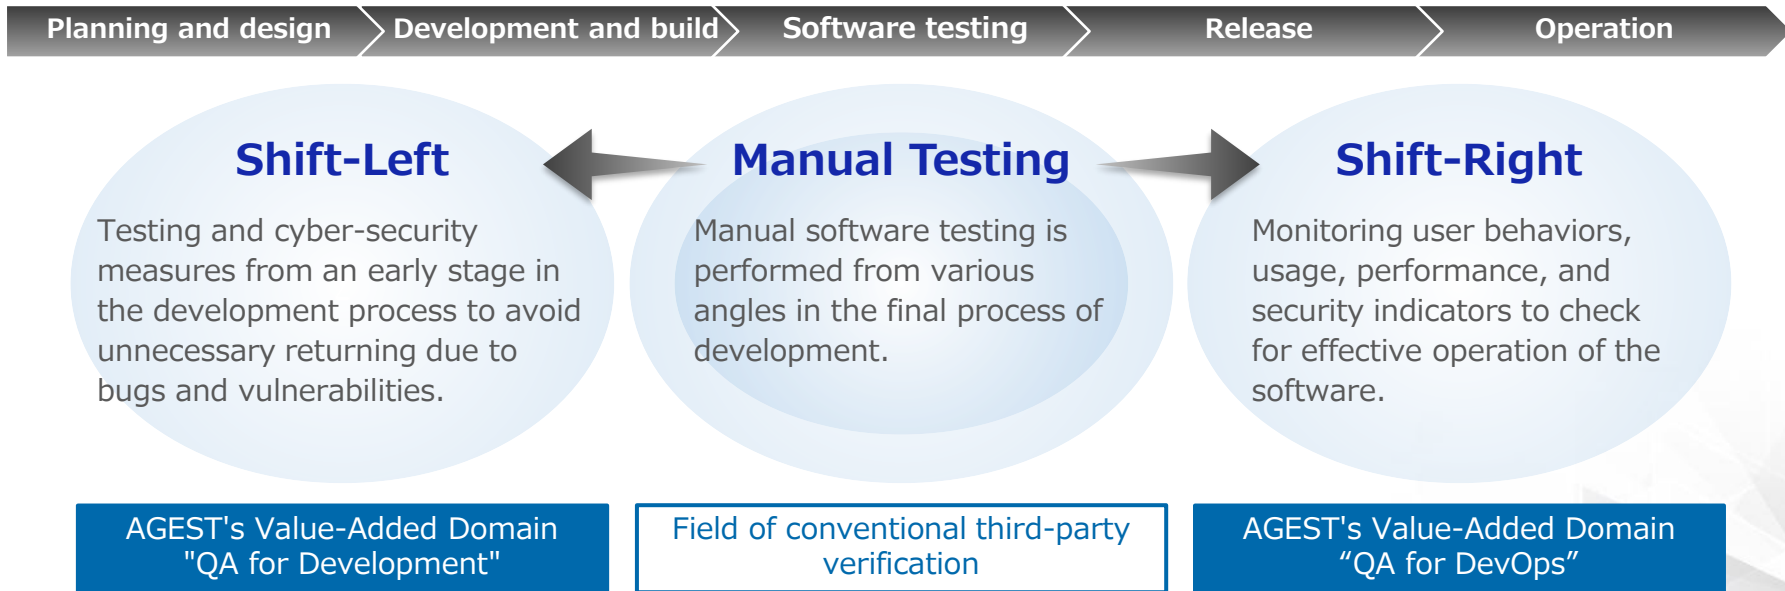 Planning and design
Development and build
Software testing
Release
Operation
Shift-Left
Testing and cyber-security
measures from an early stage in
the development process to avoid
unnecessary returning due to
bugs and vulnerabilities.
Manual Testing
Manual software testing is
performed from various
angles in the final process of
development.
Shift-Right
Monitoring user behaviors,
usage, performance, and
security indicators to check
for effective operation of the
software.
AGEST's Value-Added Domain
"QA for Development"
Field of conventional third-party
verification
AGEST's Value-Added Domain
“QA for DevOps”